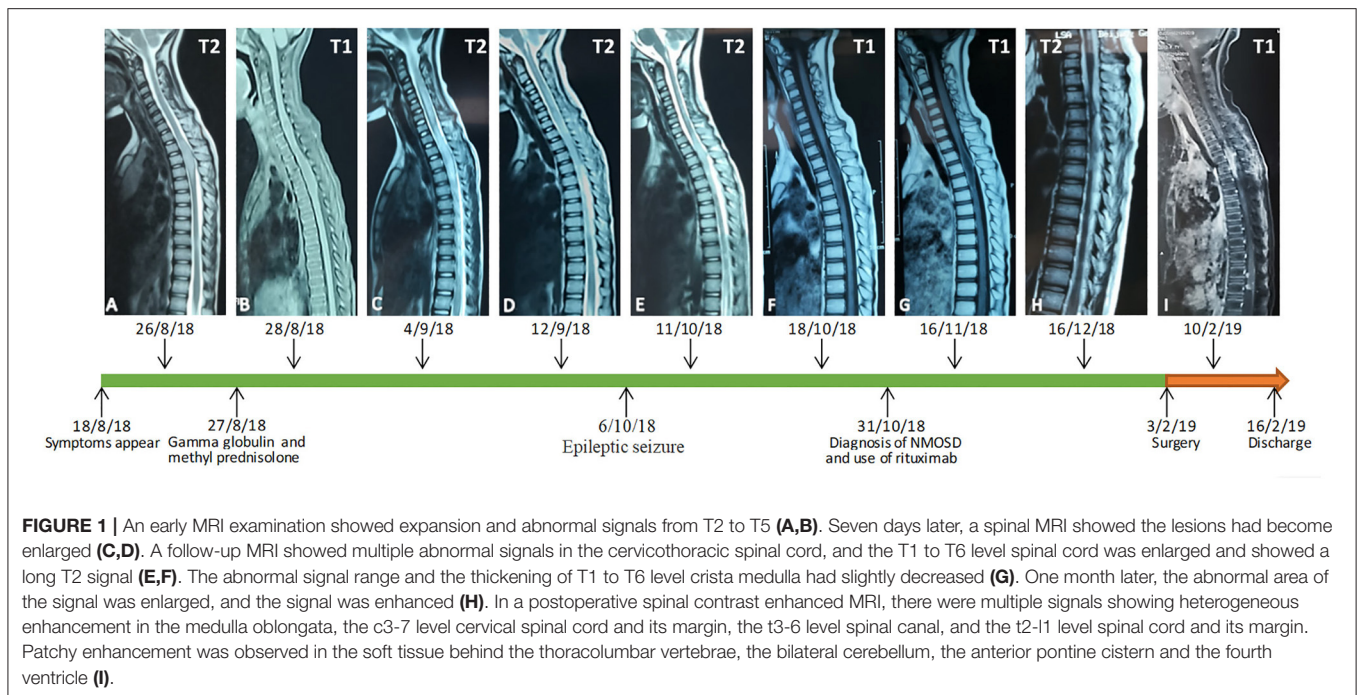 T2
T1
T2
T2
T2
T1
T1
T2
T1
LSA
A
B
C
D
E
F
G
H
I
26/8/18
28/8/18
4/9/18
12/9/18
11/10/18
18/10/18
16/11/18
16/12/18
10/2/19
18/8/18
Symptoms appear
27/8/18
Gamma globulin and
methyl prednisolone
6/10/18
Epileptic seizure
31/10/18
Diagnosis of NMOSD
and use of rituximab
3/2/19
Surgery
16/2/19
Discharge
FIGURE 1 | An early MRI examination showed expansion and abnormal signals from T2 to T5 (A,B). Seven days later, a spinal MRI showed the lesions had become
enlarged (C,D). A follow-up MRI showed multiple abnormal signals in the cervicothoracic spinal cord, and the T1 to T6 level spinal cord was enlarged and showed a
long T2 signal (E,F). The abnormal signal range and the thickening of T1 to T6 level crista medulla had slightly decreased (G). One month later, the abnormal area of
the signal was enlarged, and the signal was enhanced (H). In a postoperative spinal contrast enhanced MRI, there were multiple signals showing heterogeneous
enhancement in the medulla oblongata, the c3-7 level cervical spinal cord and its margin, the t3-6 level spinal canal, and the t2-l1 level spinal cord and its margin.
Patchy enhancement was observed in the soft tissue behind the thoracolumbar vertebrae, the bilateral cerebellum, the anterior pontine cistern and the fourth
ventricle (I).